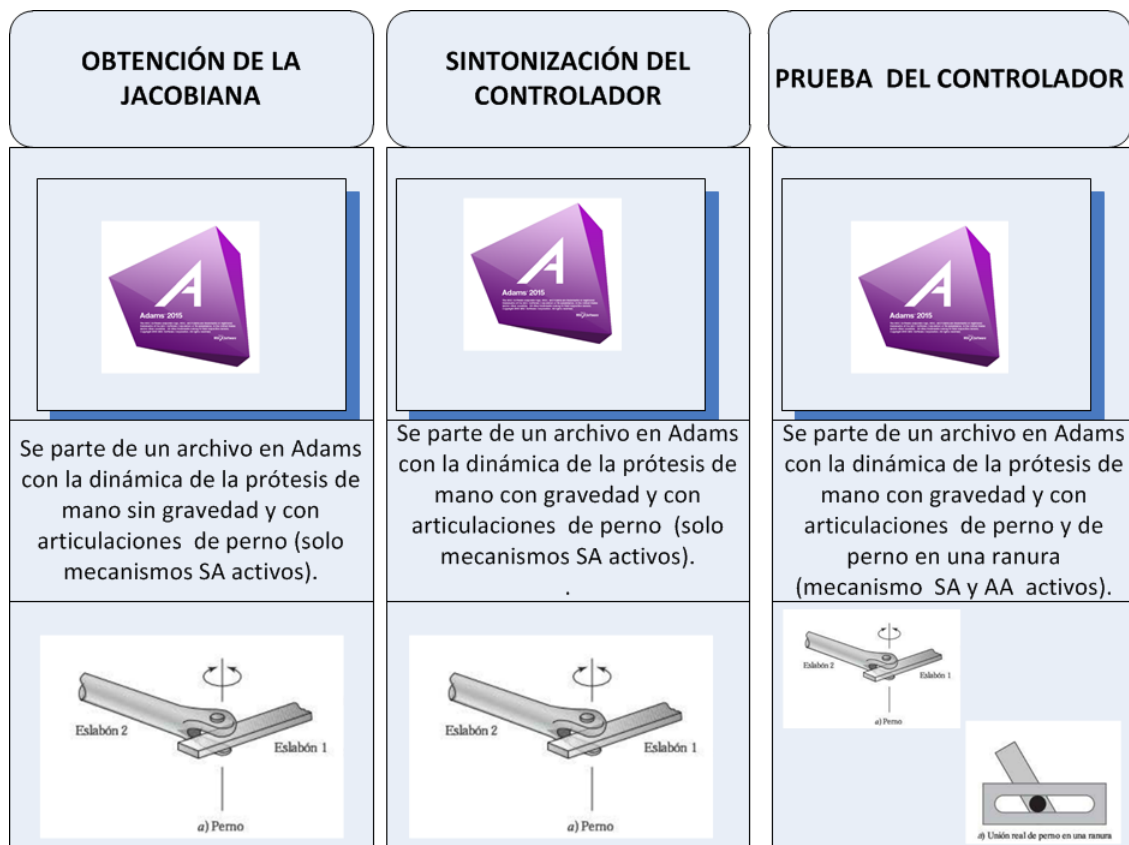 OBTENCIÓN DE LA
JACOBIANA
Adams 2015
Se parte de un archivo en Adams
con la dinámica de la prótesis de
mano sin gravedad y con
articulaciones de perno (solo
mecanismos SA activos).
Eslabón 2
Eslabón 1
a) Perno
SINTONIZACIÓN DEL
CONTROLADOR
Adams 2015
Se parte de un archivo en Adams
con la dinámica de la prótesis de
mano con gravedad y con
articulaciones de perno (solo
mecanismos SA activos).
.
Eslabón 2
Eslabón 1
a) Perno
PRUEBA DEL CONTROLADOR
Adams 2015
Se parte de un archivo en Adams
con la dinámica de la prótesis de
mano con gravedad y con
articulaciones de perno y de
perno en una ranura
(mecanismo SA y AA activos).
Eslabón 2
Eslabón 1
a) Perno
Unión real de perno en una ranura